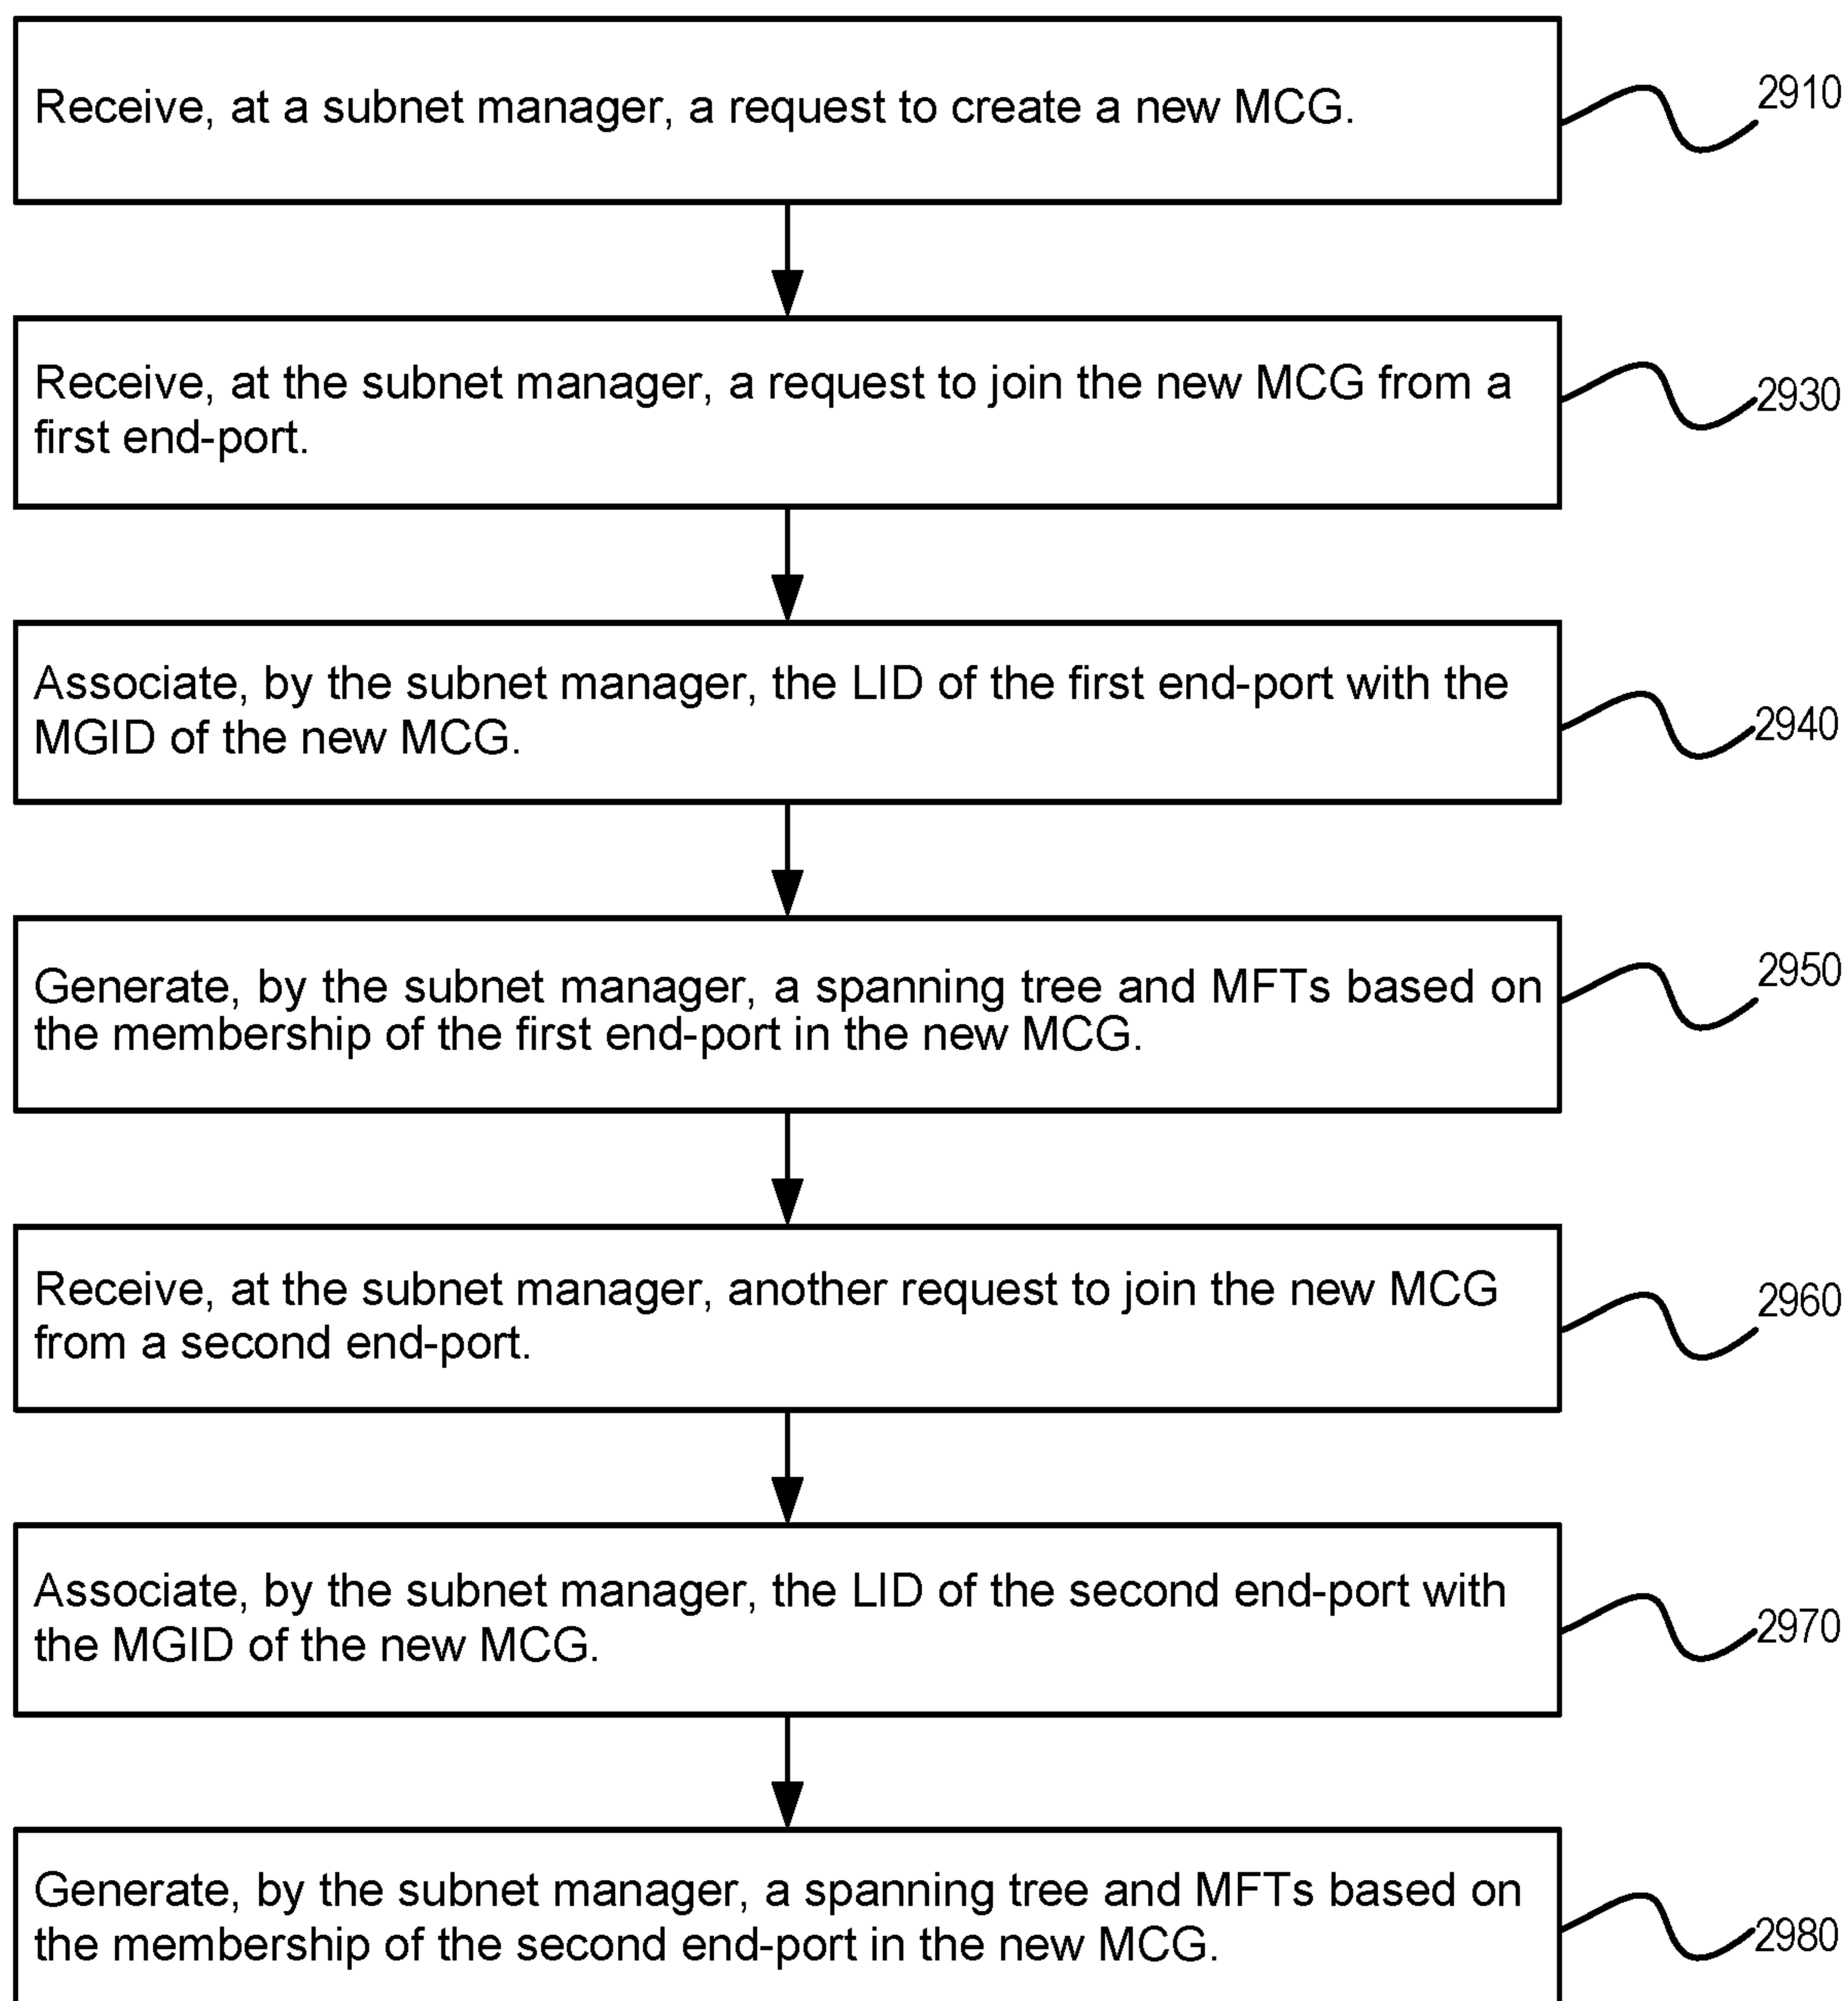 Receive, at a subnet manager, a request to create a new MCG.
2910
Receive, at the subnet manager, a request to join the new MCG from a
first end-port.
2930
Associate, by the subnet manager, the LID of the first end-port with the
MGID of the new MCG.
2940
Generate, by the subnet manager, a spanning tree and MFTs based on
the membership of the first end-port in the new MCG.
2950
Receive, at the subnet manager, another request to join the new MCG
from a second end-port.
2960
Associate, by the subnet manager, the LID of the second end-port with
the MGID of the new MCG.
2970
Generate, by the subnet manager, a spanning tree and MFTs based on
the membership of the second end-port in the new MCG.
2980